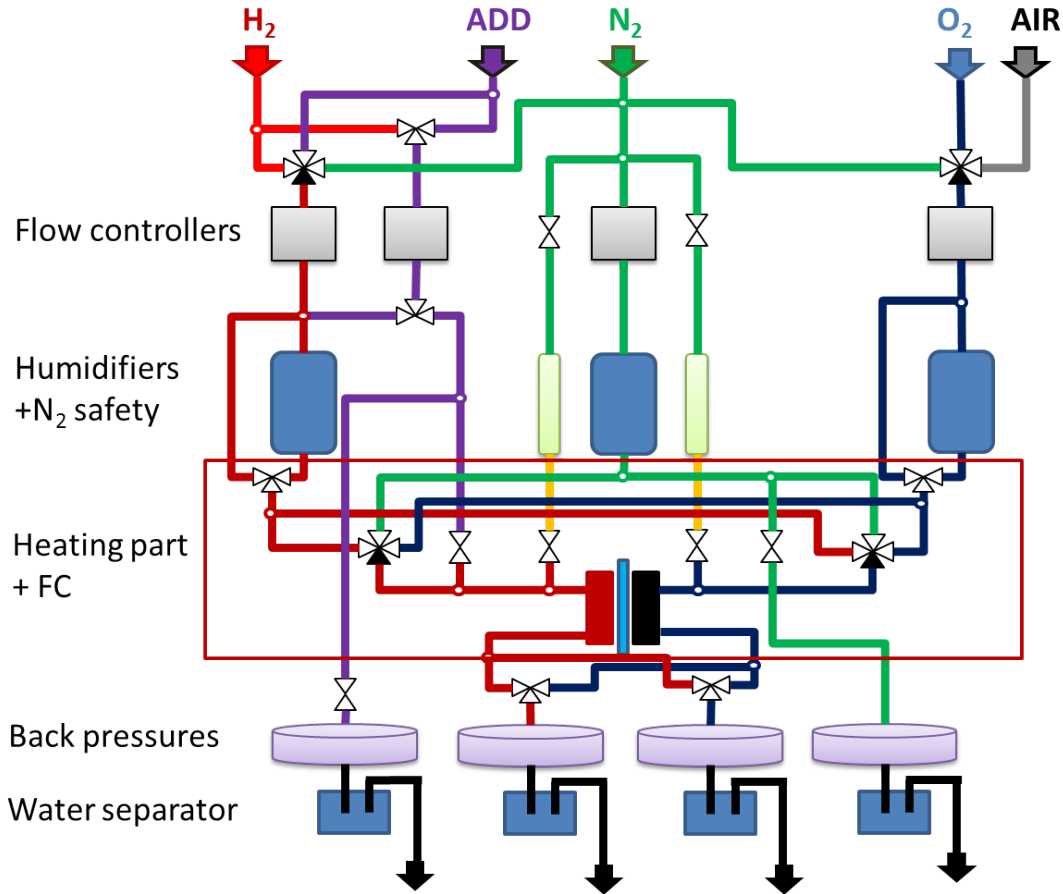 H₂ ADD N₂ O₂ AIR
Flow controllers
Humidifiers
+N₂ safety
Heating part
+ FC
Back pressures
Water separator